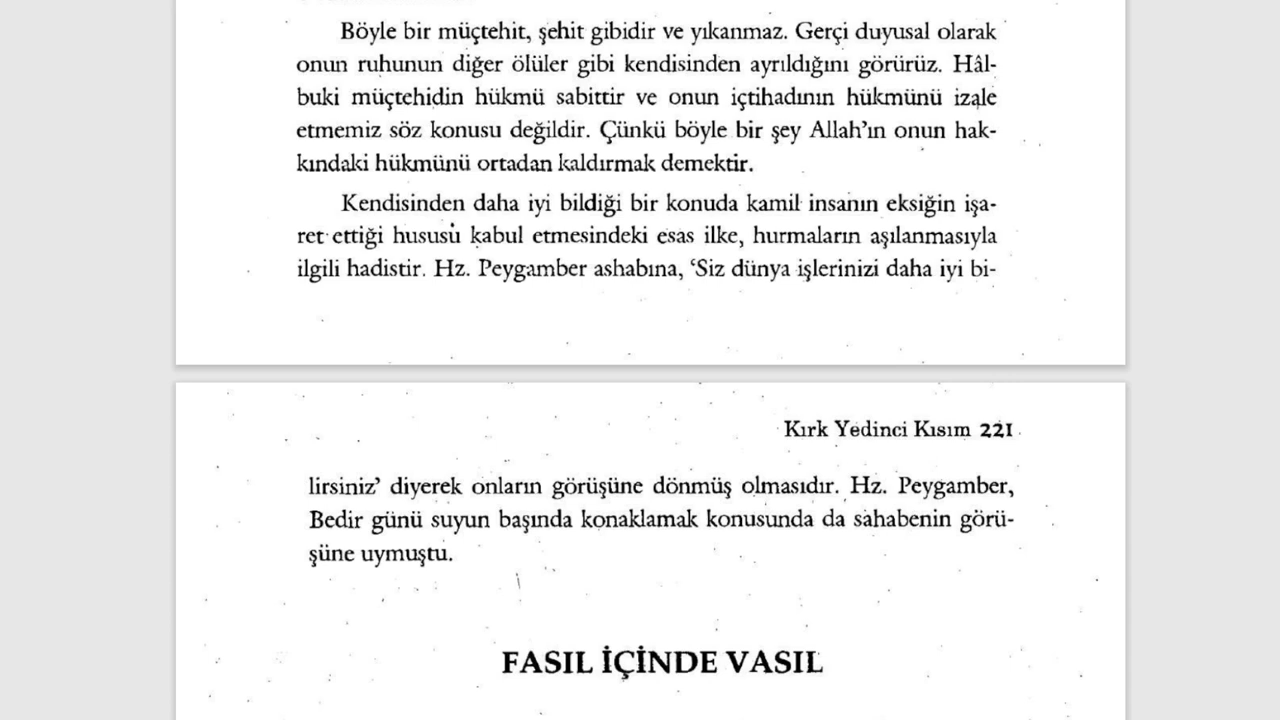 Böyle bir müçtehit, şehit gibidir ve yıkanmaz. Gerçi duyusal olarak
onun ruhunun diğer ölüler gibi kendisinden ayrıldığını görürüz. Hâl-
buki müçtehidin hükmü sabittir ve onun içtihadının hükmünü izale
etmemiz söz konusu değildir. Çünkü böyle bir şey Allah’ın onun hak-
kındaki hükmünü ortadan kaldırmak demektir.
Kendisinden daha iyi bildiği bir konuda kamil insanın eksiğin işa-
ret ettiği hususu kabul etmesindeki esas ilke, hurmaların aşılanmasıyla
ilgili hadistir. Hz. Peygamber ashabına, ‘Siz dünya işlerinizi daha iyi bi-
Kırk Yedinci Kısım 221
lirsiniz’ diyerek onların görüşüne dönmüş olmasıdır. Hz. Peygamber,
Bedir günü suyun başında konaklamak konusunda da sahabenin görü-
şüne uymuştu.
FASIL İÇİNDE VASIL